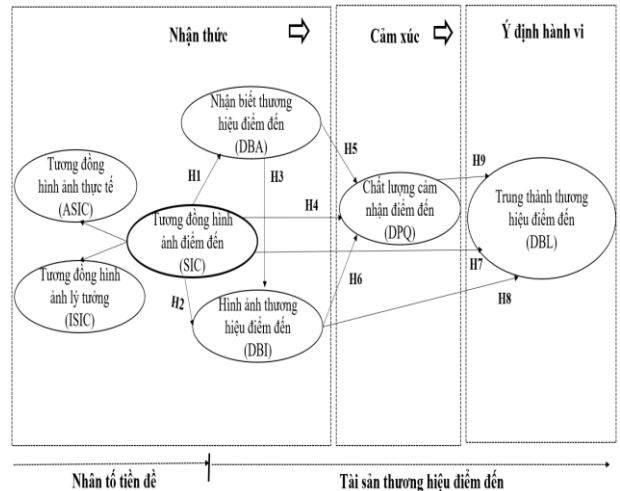 Nhận thức
Cảm xúc
Ý định hành vi
Nhận biết thương
hiệu điểm đến
(DBA)
H5
H9
Tương đồng
hình ảnh thực tế
(ASIC)
H1
H3
Chất lượng cảm
nhận điểm đến
(DPQ)
Trung thành thương
hiệu điểm đến
(DBL)
H4
Tương đồng hình
ảnh điểm đến
(SIC)
H7
Tương đồng hình
ảnh lý tưởng
(ISIC)
H2
H6
Hình ảnh thương
hiệu điểm đến
(DBI)
H8
Nhân tố tiền đề
Tài sản thương hiệu điểm đến